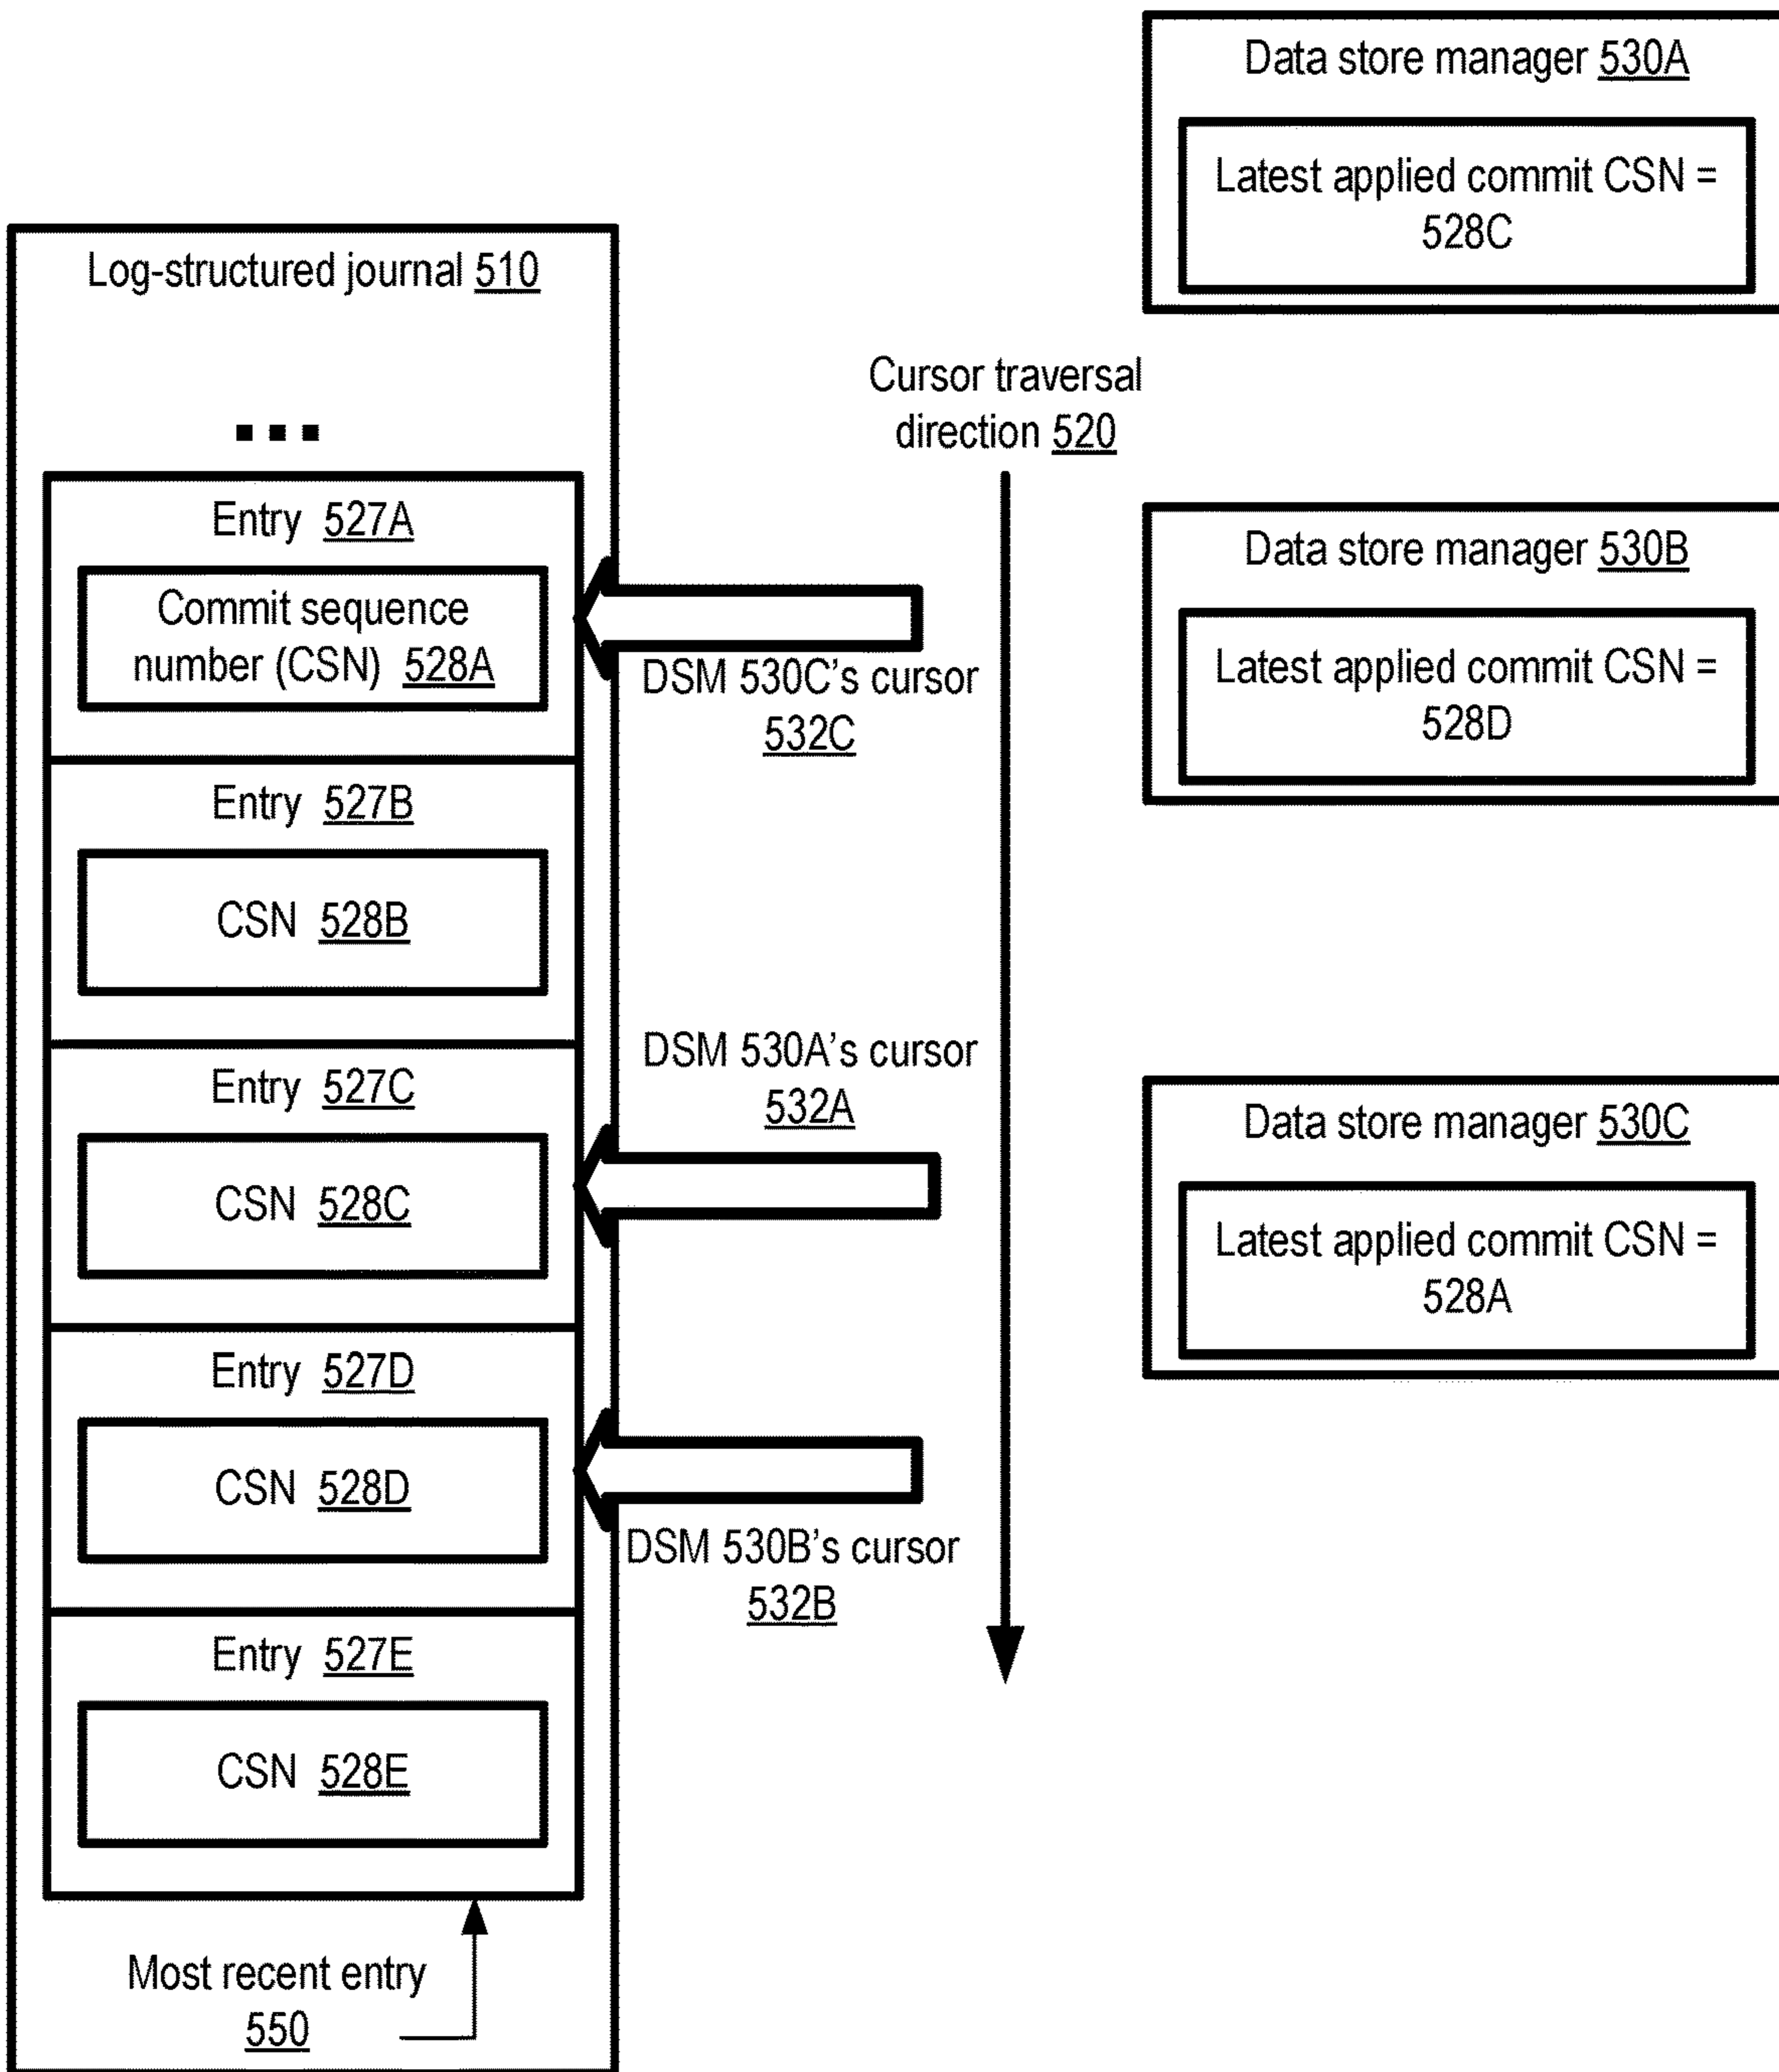 Data store manager 530A
Latest applied commit CSN =
528C
Log-structured journal 510
Cursor traversal
direction 520
...
Entry 527A
Commit sequence
number (CSN) 528A
DSM 530C's cursor
532C
Data store manager 530B
Latest applied commit CSN =
528D
Entry 527B
CSN 528B
DSM 530A's cursor
532A
Entry 527C
CSN 528C
Data store manager 530C
Latest applied commit CSN =
528A
Entry 527D
CSN 528D
DSM 530B's cursor
532B
Entry 527E
CSN 528E
Most recent entry
550